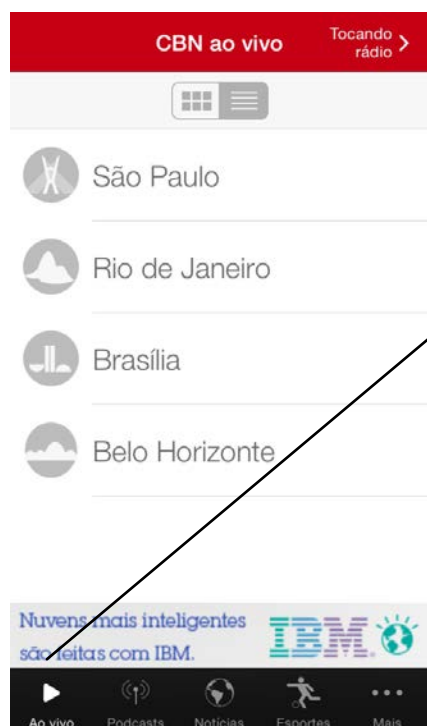 CBN ao vivo
Tocando
rádio
São Paulo
Rio de Janeiro
Brasília
Belo Horizonte
Nuvens mais inteligentes
são feitas com IBM.
IBM
Ao vivo Podcasts Notícias Esportes Mais